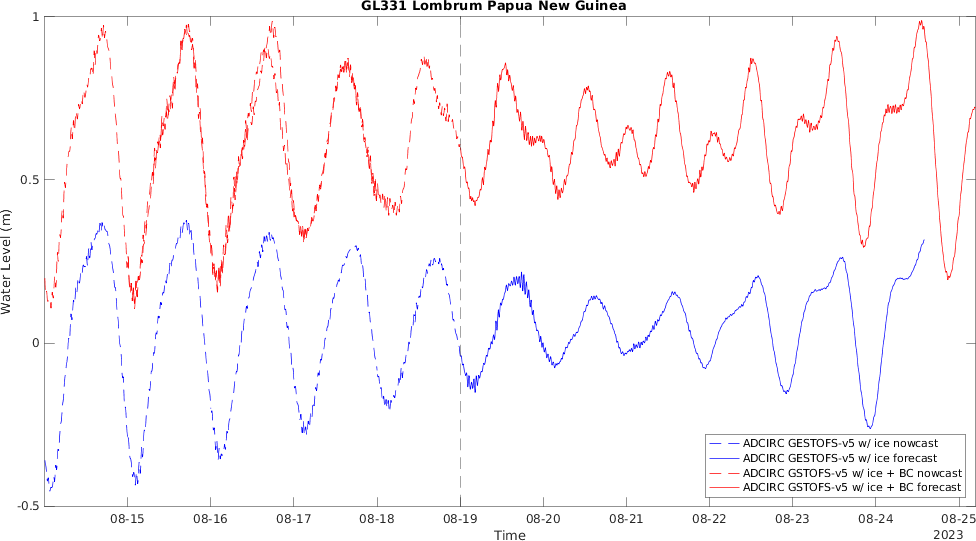 GL331 Lombrum Papua New Guinea
1
0.5
0
-0.5
Water Level (m)
ADCIRC GESTOFS-v5 w/ ice nowcast
ADCIRC GESTOFS-v5 w/ ice forecast
ADCIRC GSTOFS-v5 w/ ice + BC nowcast
ADCIRC GSTOFS-v5 w/ ice + BC forecast
08-15 08-16 08-17 08-18 08-19 08-20 08-21 08-22 08-23 08-24 08-25
Time
2023